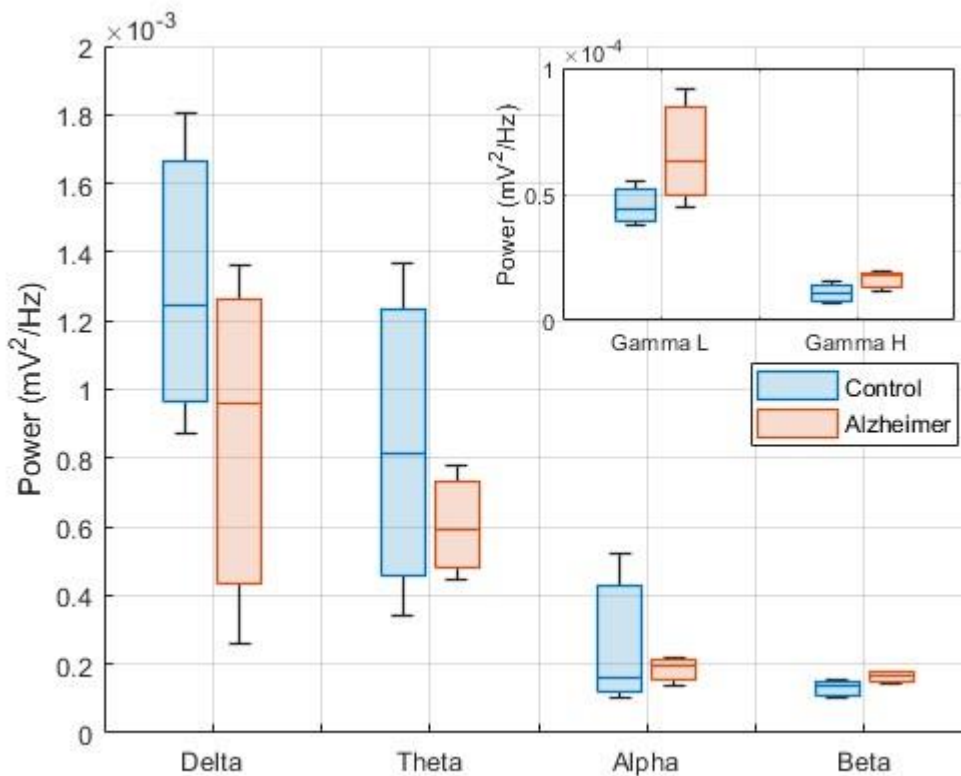 ×10⁻³
2
1.8
1.6
1.4
1.2
1
0.8
0.6
0.4
0.2
0
Power (mV²/Hz)
Delta Theta Alpha Beta
×10⁻⁴
1
0.5
0
Power (mV²/Hz)
Gamma L Gamma H
Control
Alzheimer